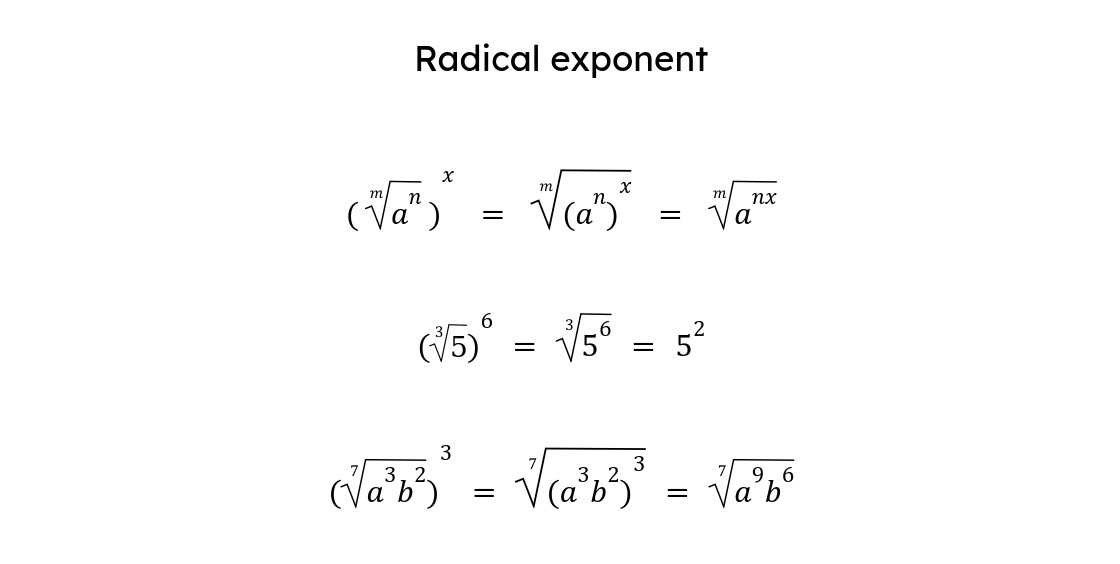 Radical exponent
(ᵐ√(aⁿ))ˣ = ᵐ√((aⁿ)ˣ) = ᵐ√(aⁿˣ)
(³√5)⁶ = ³√(5⁶) = 5²
(⁷√(a³b²))³ = ⁷√((a³b²)³) = ⁷√(a⁹b⁶)